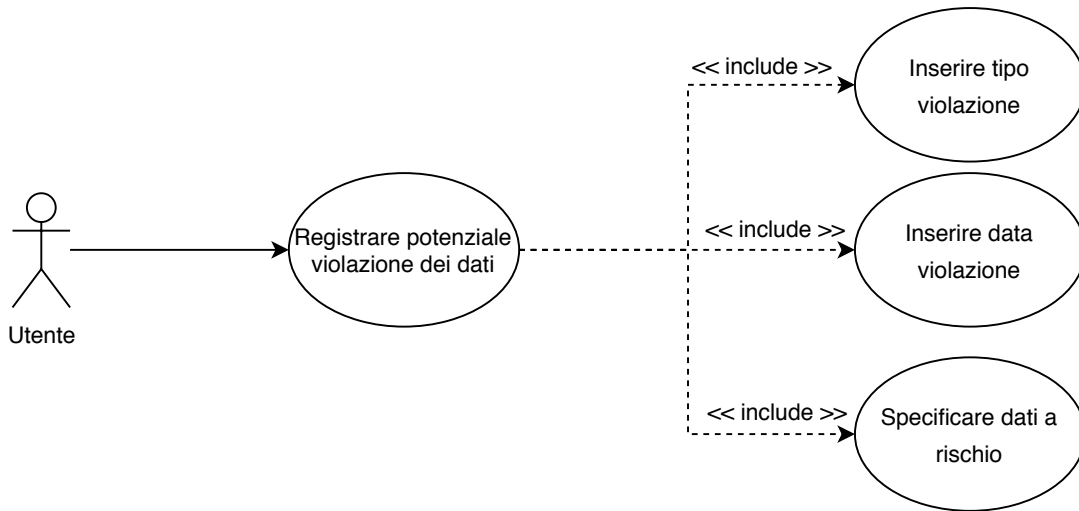 << include >>
Inserire tipo
violazione
Utente
Registrare potenziale
violazione dei dati
<< include >>
Inserire data
violazione
<< include >>
Specificare dati a
rischio